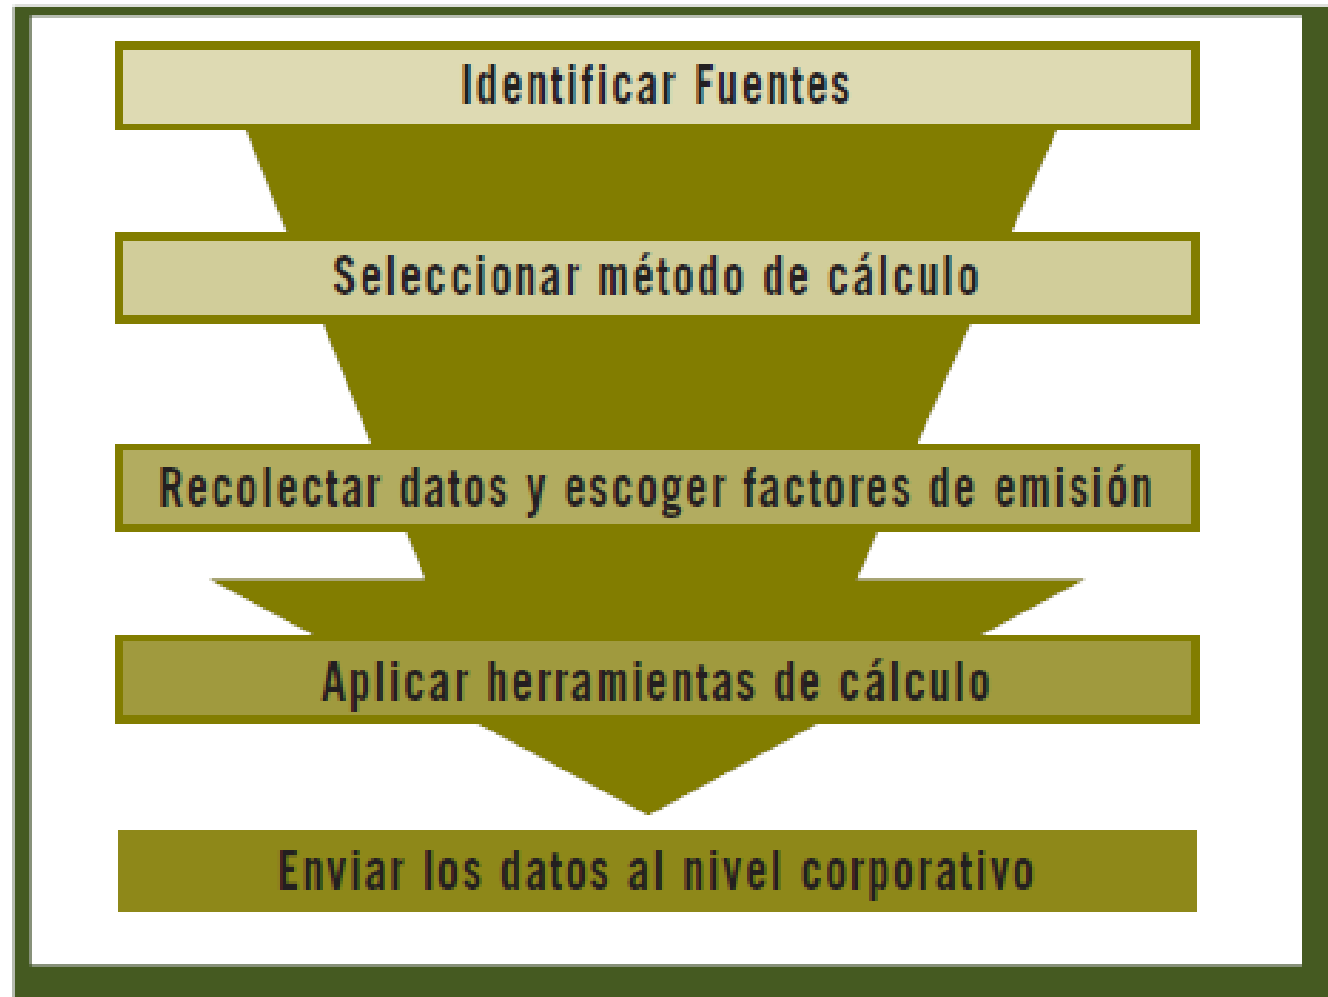 Identificar Fuentes
Seleccionar método de cálculo
Recolectar datos y escoger factores de emisión
Aplicar herramientas de cálculo
Enviar los datos al nivel corporativo